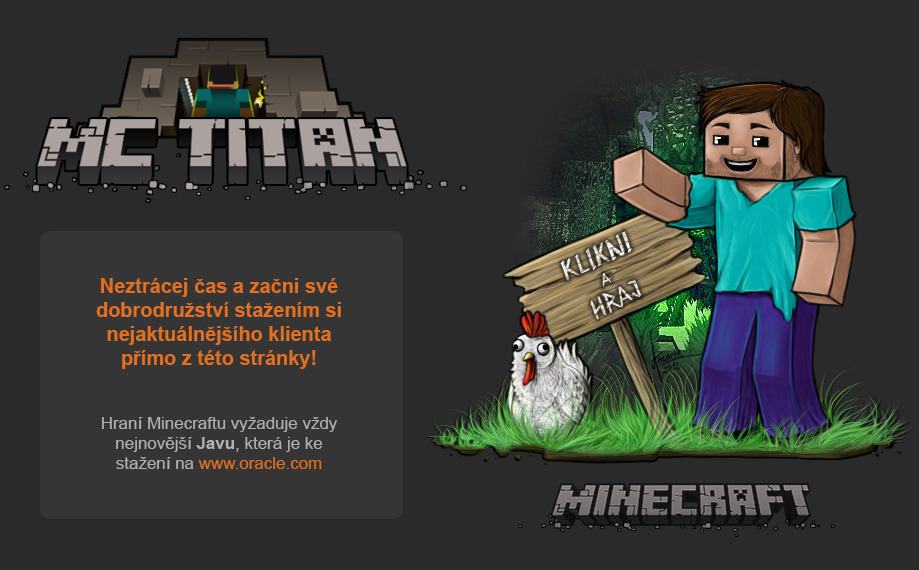 MC TITAN
Neztrácej čas a začni své
dobrodružství stažením si
nejaktuálnějšího klienta
přímo z této stránky!
Hraní Minecraftu vyžaduje vždy
nejnovější Javu, která je ke
stažení na www.oracle.com
KLIKNI
A
HRAJ
2012
MINECRAFT